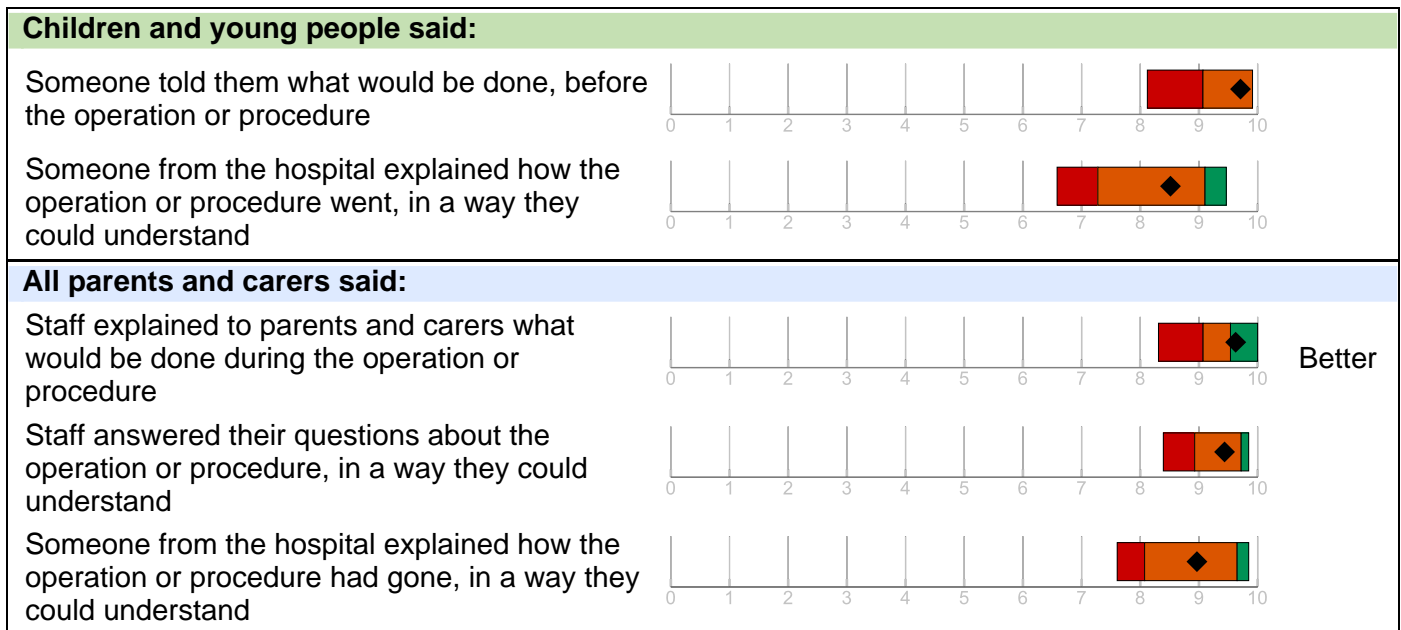 Children and young people said:
Someone told them what would be done, before
the operation or procedure
0 1 2 3 4 5 6 7 8 9 10
Someone from the hospital explained how the
operation or procedure went, in a way they
could understand
0 1 2 3 4 5 6 7 8 9 10
All parents and carers said:
Staff explained to parents and carers what
would be done during the operation or
procedure
0 1 2 3 4 5 6 7 8 9 10
Better
Staff answered their questions about the
operation or procedure, in a way they could
understand
0 1 2 3 4 5 6 7 8 9 10
Someone from the hospital explained how the
operation or procedure had gone, in a way they
could understand
0 1 2 3 4 5 6 7 8 9 10